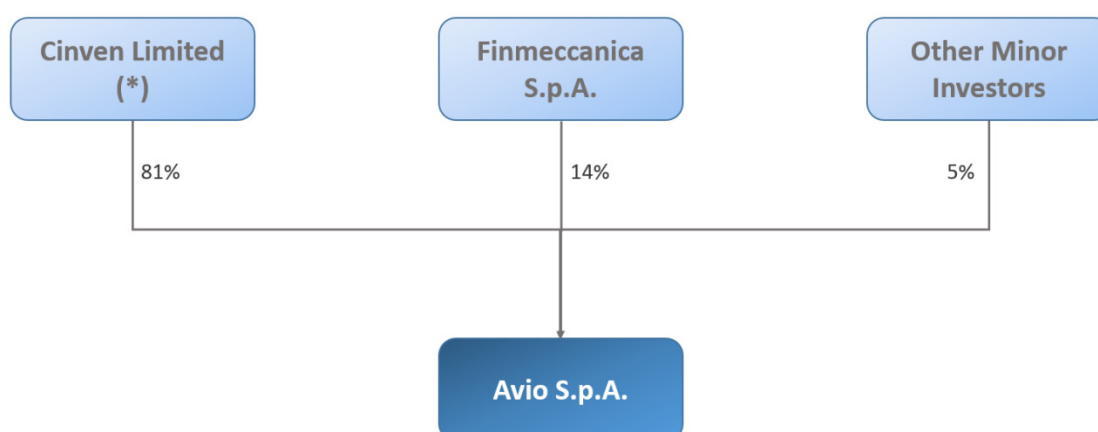 Cinven Limited
(*)
Finmeccanica
S.p.A.
Other Minor
Investors
81%
14%
5%
Avio S.p.A.